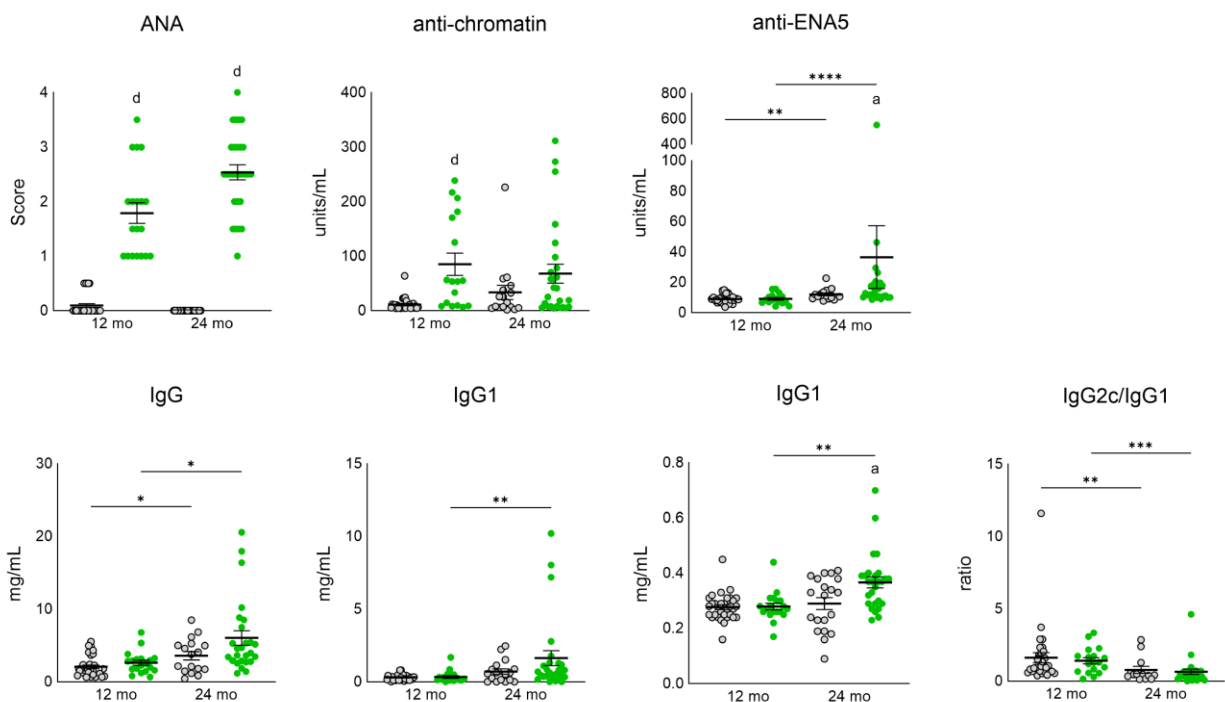 ANA
anti-chromatin
anti-ENA5
d
d
4
3
2
1
0
Score
12 mo
24 mo
d
400
300
200
100
0
units/mL
12 mo
24 mo
****
**
a
800
600
400
100
80
60
40
20
0
units/mL
12 mo
24 mo
IgG
IgG1
IgG1
IgG2c/IgG1
*
*
30
20
10
0
mg/mL
12 mo
24 mo
**
15
10
5
0
mg/mL
12 mo
24 mo
**
a
0.8
0.6
0.4
0.2
0.0
mg/mL
12 mo
24 mo
***
**
15
10
5
0
ratio
12 mo
24 mo